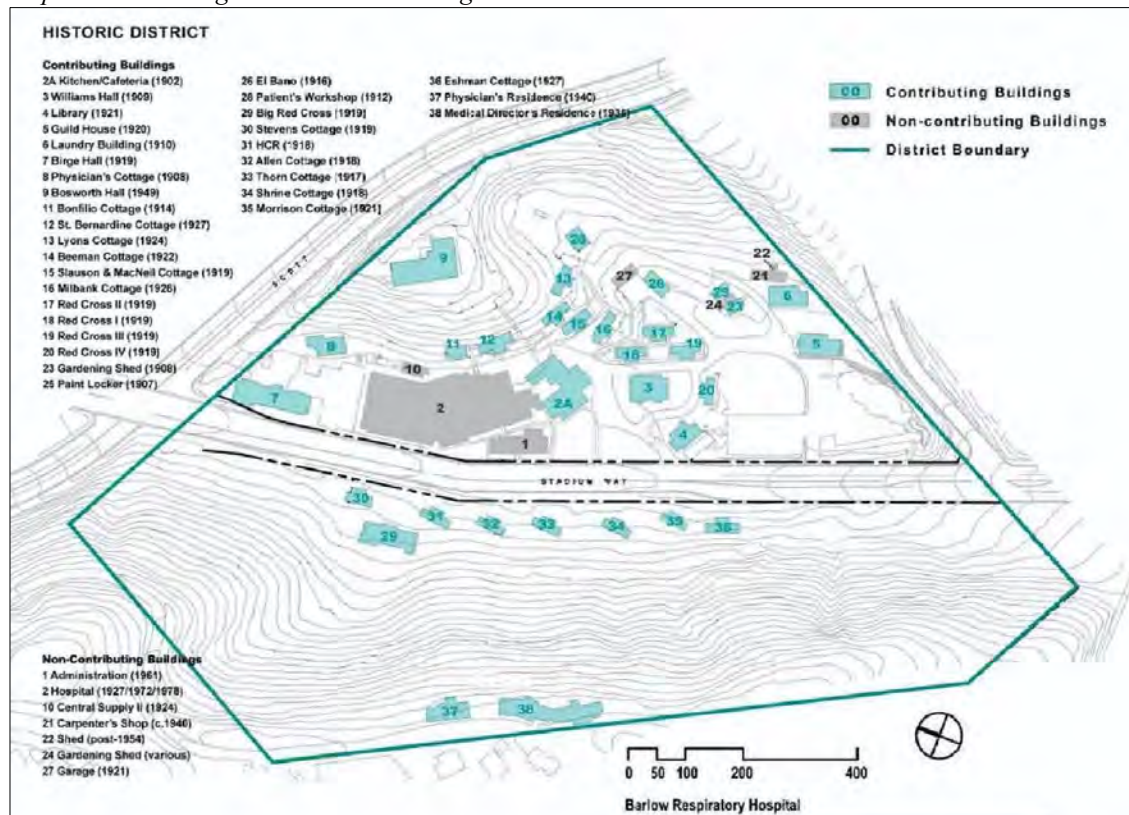 HISTORIC DISTRICT
Contributing Buildings
2A Kitchen/Cafeteria (1902)
3 Williams Hall (1909)
4 Library (1921)
5 Guild House (1920)
6 Laundry Building (1910)
7 Birge Hall (1919)
8 Physician's Cottage (1908)
9 Bosworth Hall (1949)
11 Bonfilio Cottage (1914)
12 St. Bernardine Cottage (1927)
13 Lyons Cottage (1924)
14 Beeman Cottage (1922)
15 Slauson & MacNeil Cottage (1919)
16 Milbank Cottage (1926)
17 Red Cross II (1919)
18 Red Cross I (1919)
19 Red Cross III (1919)
20 Red Cross IV (1919)
23 Gardening Shed (1908)
25 Paint Locker (1907)
26 El Bano (1916)
28 Patient's Workshop (1912)
29 Big Red Cross (1919)
30 Stevens Cottage (1919)
31 HCR (1918)
32 Allen Cottage (1918)
33 Thorn Cottage (1917)
34 Shrine Cottage (1918)
35 Morrison Cottage (1921)
36 Eshman Cottage (1927)
37 Physician's Residence (1940)
38 Medical Director's Residence
00 Contributing Buildings
00 Non-contributing Buildings
District Boundary
SCOTT
9
28
13
27
26
22
21
25
24
23
6
14
15
16
17
18
19
5
8
11
12
10
7
2
2A
3
20
4
1
STADIUM WAY
30
31
32
33
34
35
36
29
37
38
Non-Contributing Buildings
1 Administration (1961)
2 Hospital (1927/1972/1978)
10 Central Supply II (1924)
21 Carpenter's Shop (c.1940)
22 Shed (post-1954)
24 Gardening Shed (various)
27 Garage (1921)
0 50 100 200 400
Barlow Respiratory Hospital